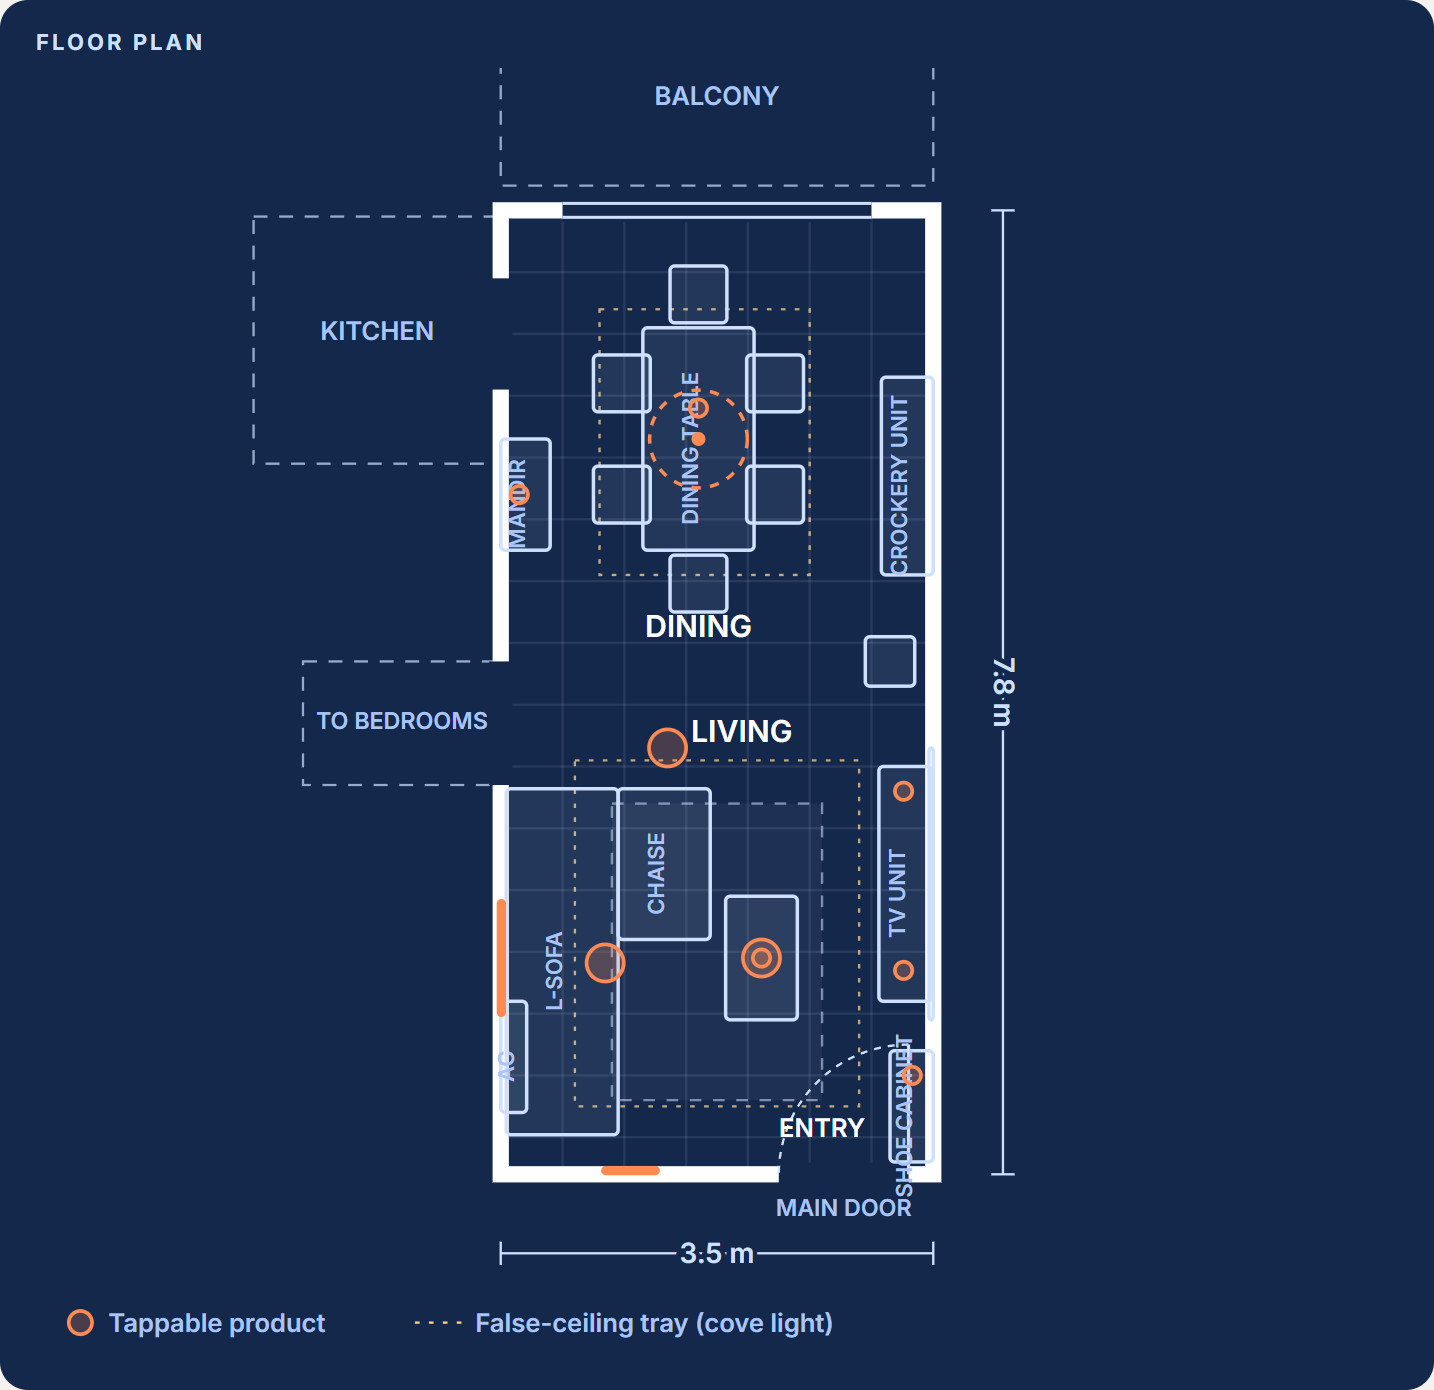 FLOOR PLAN
BALCONY
KITCHEN
DINING TABLE
CROCKERY UNIT
MANDIR
DINING
7.8 m
TO BEDROOMS
LIVING
CHAISE
TV UNIT
L-SOFA
AC
SHOE CABINET
ENTRY
MAIN DOOR
3.5 m
Tappable product
False-ceiling tray (cove light)